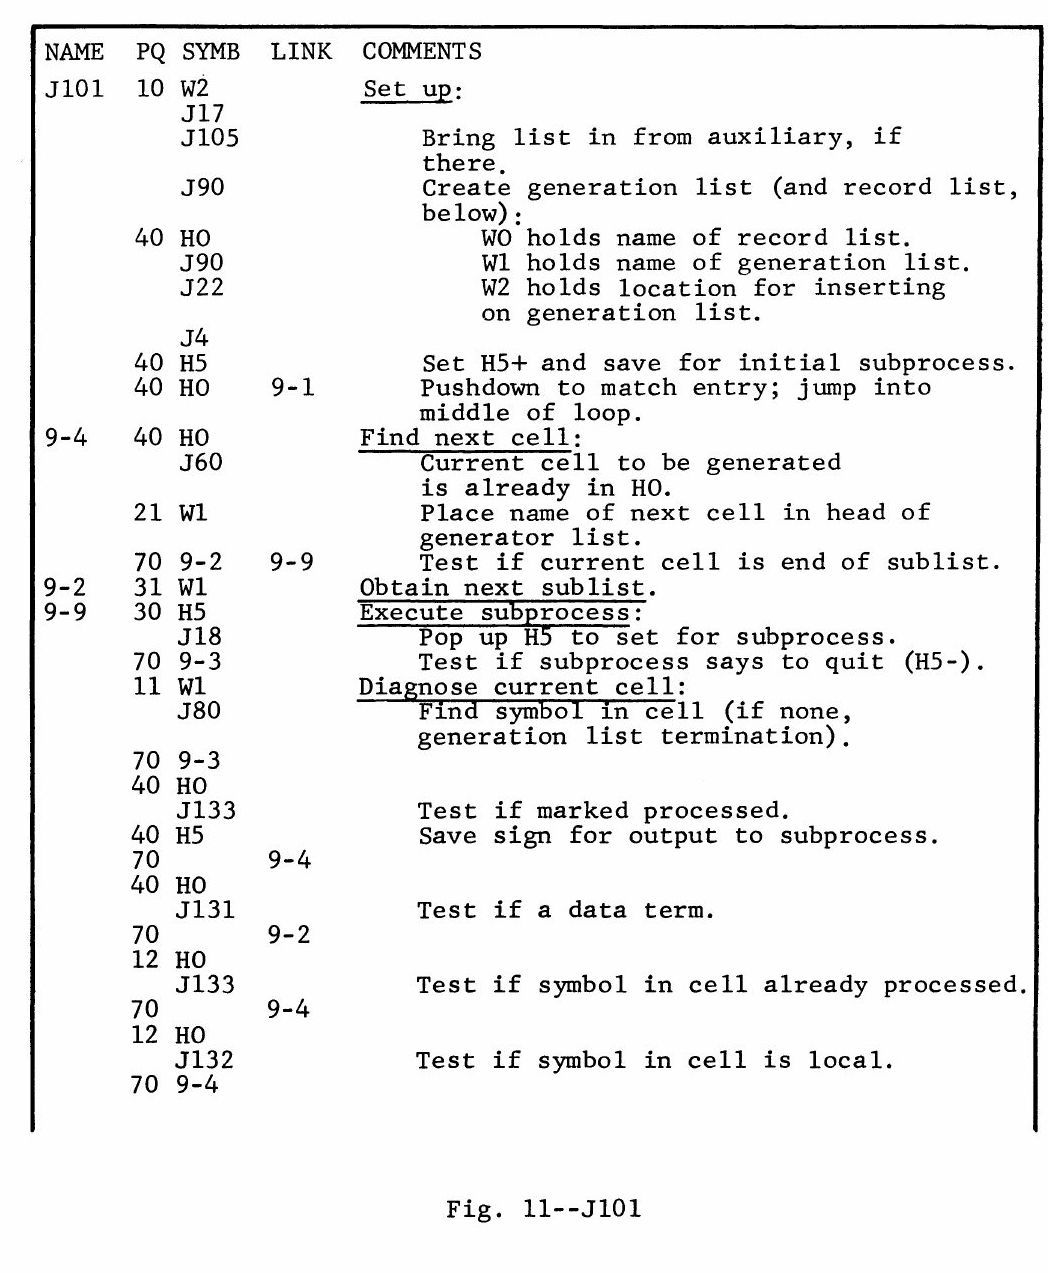 NAME PQ SYMB LINK COMMENTS
J101 10 W2 Set up:
J17
J105 Bring list in from auxiliary, if
there.
J90 Create generation list (and record list,
below):
40 H0 W0 holds name of record list.
J90 W1 holds name of generation list.
J22 W2 holds location for inserting
on generation list.
J4
40 H5 Set H5+ and save for initial subprocess.
40 H0 9-1 Pushdown to match entry; jump into
middle of loop.
9-4 40 H0 Find next cell:
J60 Current cell to be generated
is already in H0.
21 W1 Place name of next cell in head of
generator list.
70 9-2 9-9 Test if current cell is end of sublist.
9-2 31 W1 Obtain next sublist.
9-9 30 H5 Execute subprocess:
J18 Pop up H5 to set for subprocess.
70 9-3 Test if subprocess says to quit (H5-).
11 W1 Diagnose current cell:
J80 Find symbol in cell (if none,
generation list termination).
70 9-3
40 H0
J133 Test if marked processed.
40 H5 Save sign for output to subprocess.
70 9-4
40 H0
J131 Test if a data term.
70 9-2
12 H0
J133 Test if symbol in cell already processed.
70 9-4
12 H0
J132 Test if symbol in cell is local.
70 9-4
Fig. 11--J101